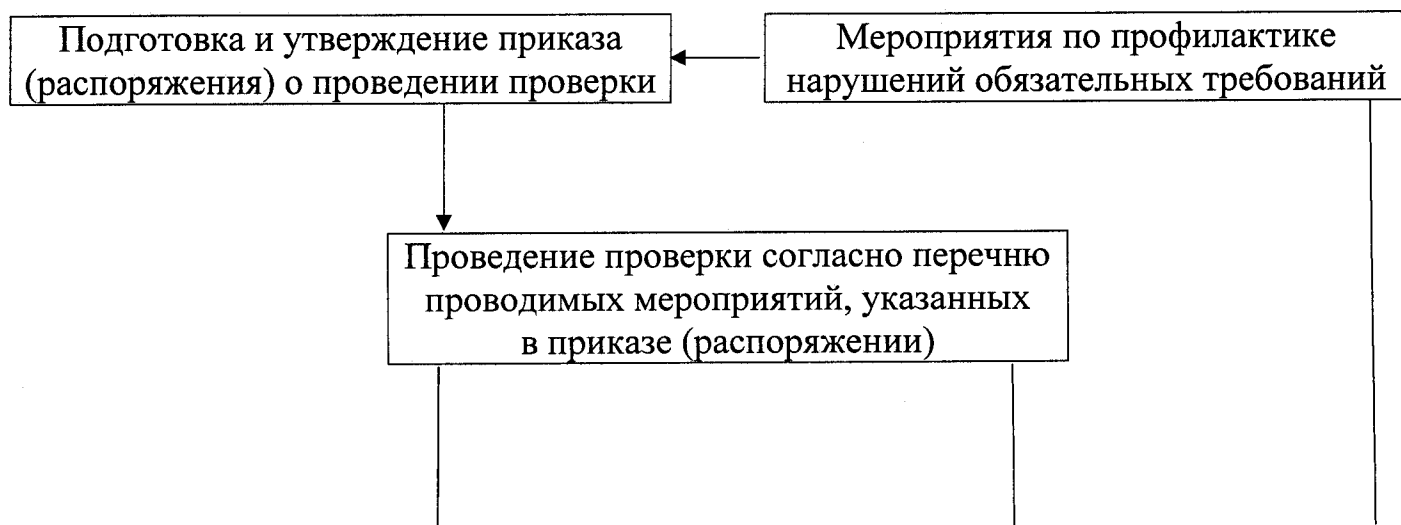 Подготовка и утверждение приказа
(распоряжения) о проведении проверки
Мероприятия по профилактике
нарушений обязательных требований
Проведение проверки согласно перечню
проводимых мероприятий, указанных
в приказе (распоряжении)